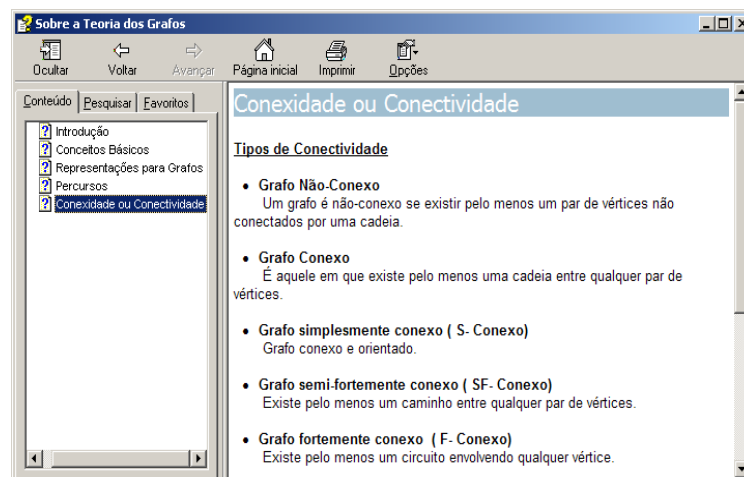 Sobre a Teoria dos Grafos
Ocultar Voltar Avançar Página inicial Imprimir Opções
Conteúdo Pesquisar Favoritos
Introdução
Conceitos Básicos
Representações para Grafos
Percursos
Conexidade ou Conectividade
Conexidade ou Conectividade
Tipos de Conectividade
• Grafo Não-Conexo
Um grafo é não-conexo se existir pelo menos um par de vértices não
conectados por uma cadeia.
• Grafo Conexo
É aquele em que existe pelo menos uma cadeia entre qualquer par de
vértices.
• Grafo simplesmente conexo ( S- Conexo)
Grafo conexo e orientado.
• Grafo semi-fortemente conexo ( SF- Conexo)
Existe pelo menos um caminho entre qualquer par de vértices.
• Grafo fortemente conexo ( F- Conexo)
Existe pelo menos um circuito envolvendo qualquer vértice.